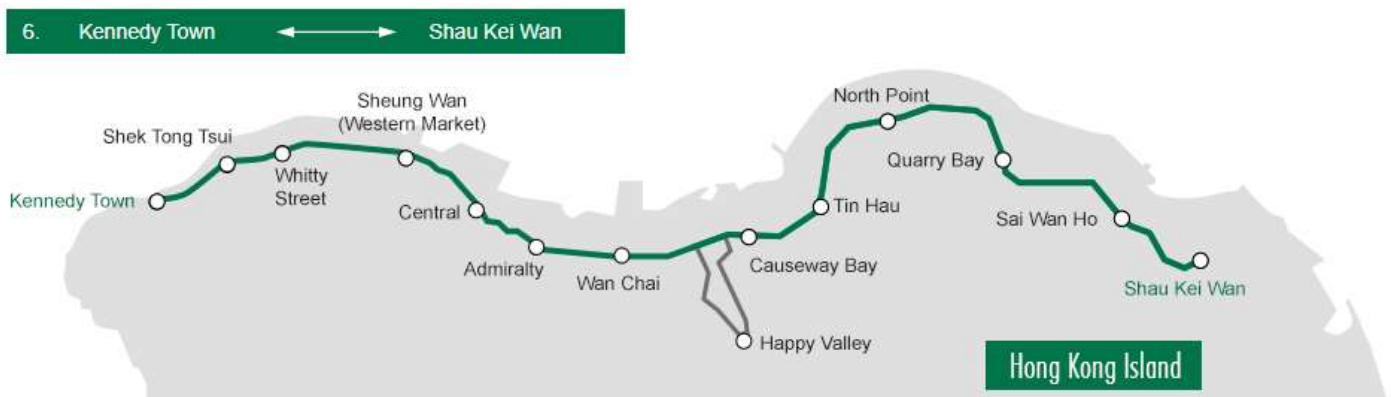 6. Kennedy Town Shau Kei Wan
Sheung Wan
(Western Market)
Shek Tong Tsui
Whitty
Street
Kennedy Town
Central
Admiralty
Wan Chai
Causeway Bay
Happy Valley
Tin Hau
North Point
Quarry Bay
Sai Wan Ho
Shau Kei Wan
Hong Kong Island